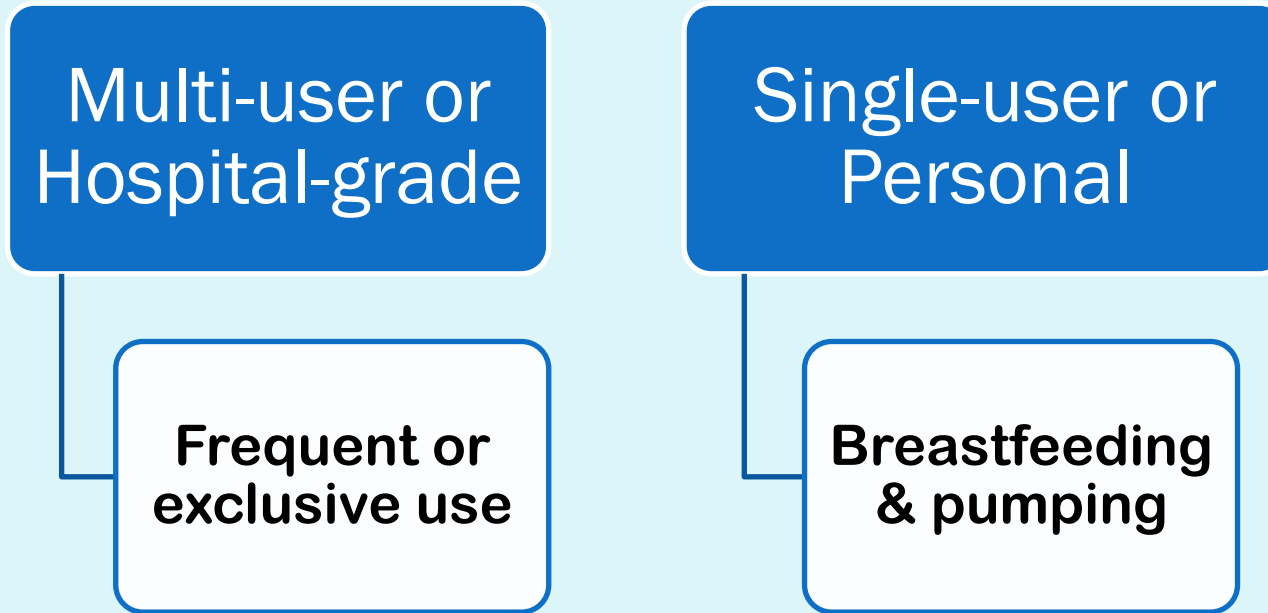 Multi-user or
Hospital-grade
Frequent or
exclusive use
Single-user or
Personal
Breastfeeding
& pumping